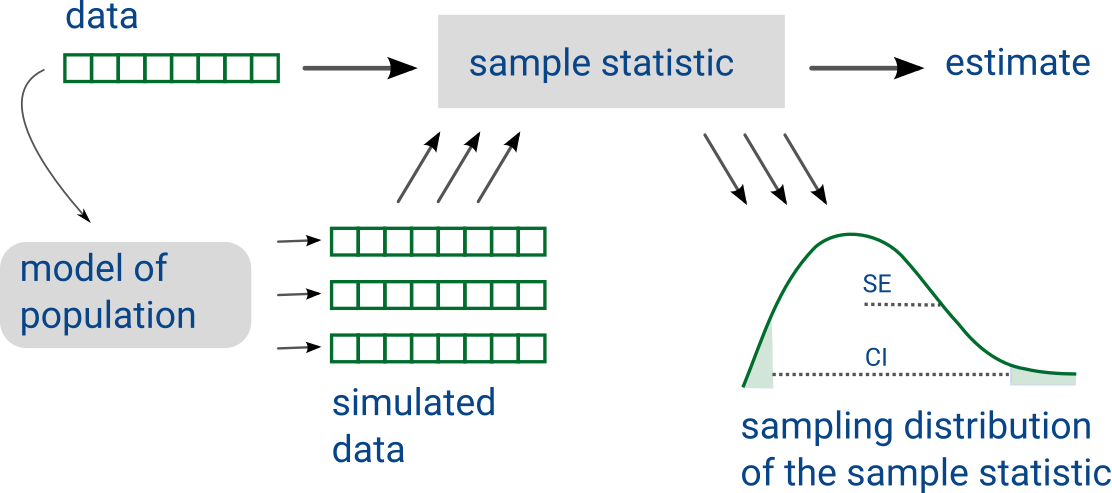 data
sample statistic
estimate
model of
population
simulated
data
SE
CI
sampling distribution
of the sample statistic